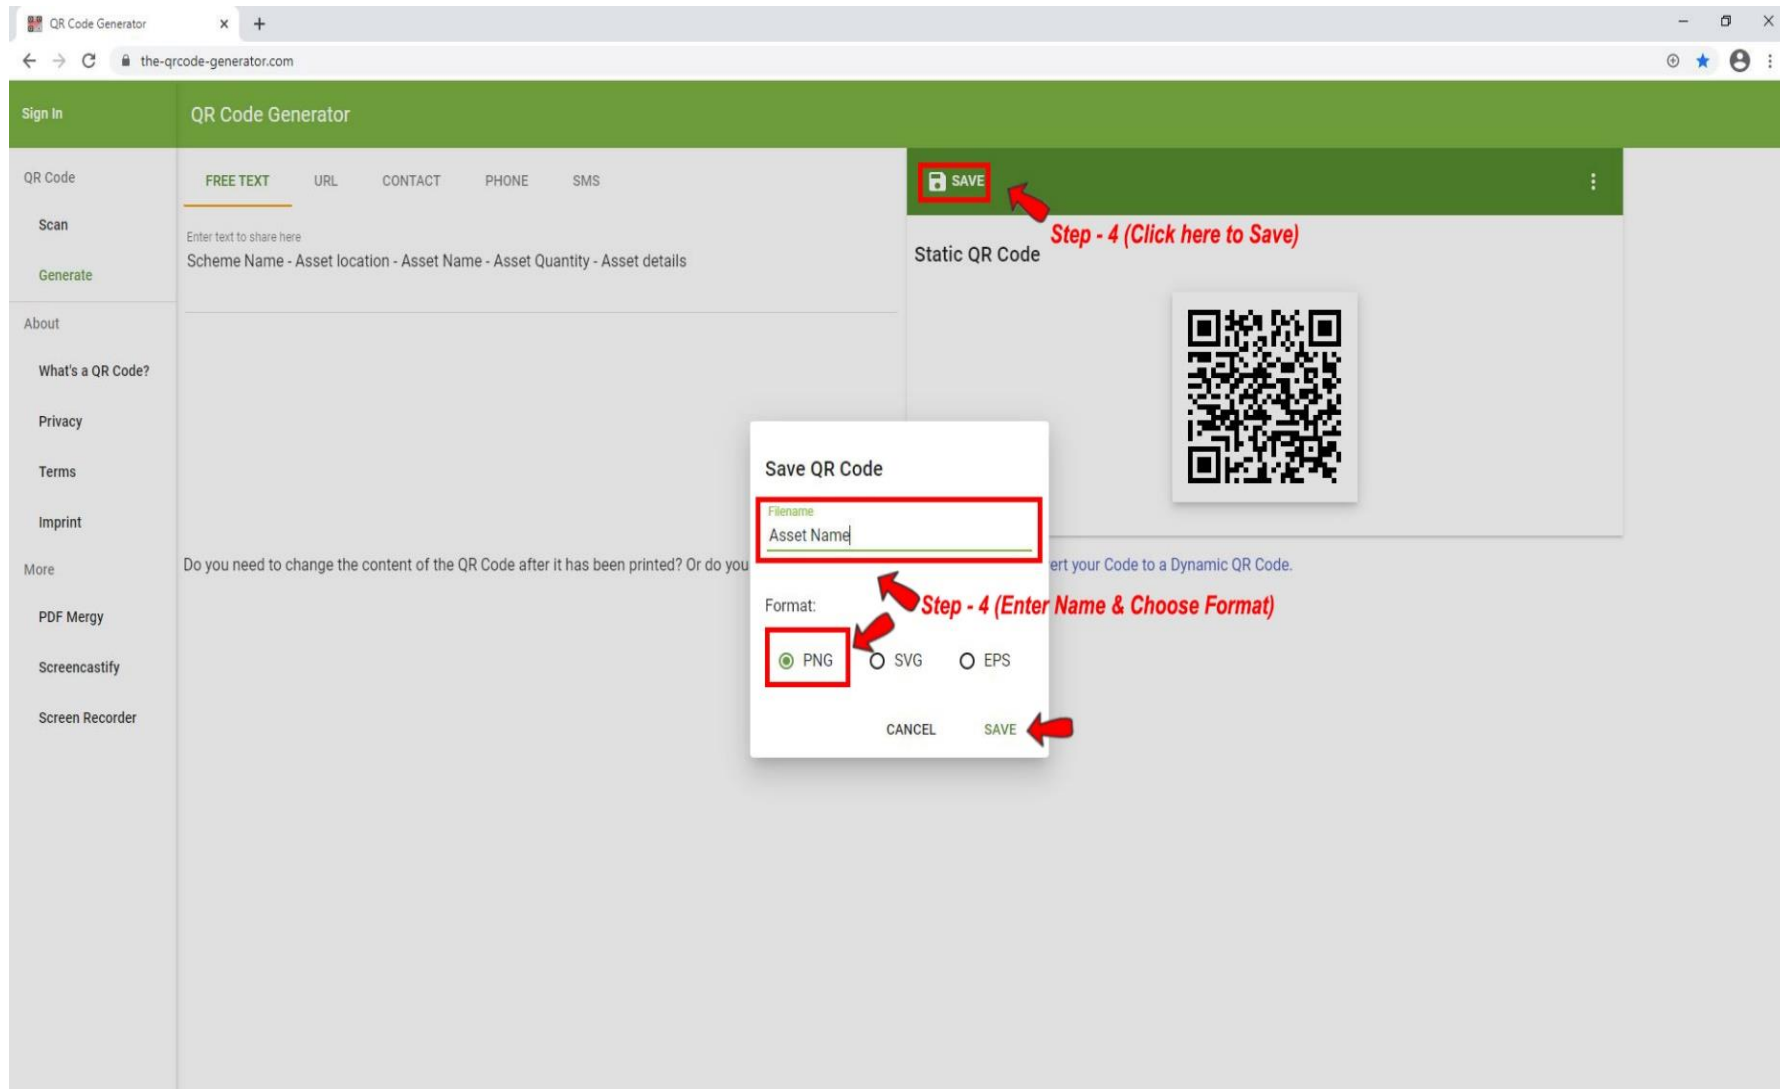 QR Code Generator
the-qrcode-generator.com
Sign In
QR Code Generator
QR Code
Scan
Generate
About
What's a QR Code?
Privacy
Terms
Imprint
More
PDF Mergy
Screencastify
Screen Recorder
FREE TEXT URL CONTACT PHONE SMS
Enter text to share here
Scheme Name - Asset location - Asset Name - Asset Quantity - Asset details
SAVE
Step - 4 (Click here to Save)
Static QR Code
Do you need to change the content of the QR Code after it has been printed? Or do you
ert your Code to a Dynamic QR Code.
Save QR Code
Filename
Asset Name
Step - 4 (Enter Name & Choose Format)
Format:
PNG SVG EPS
CANCEL SAVE